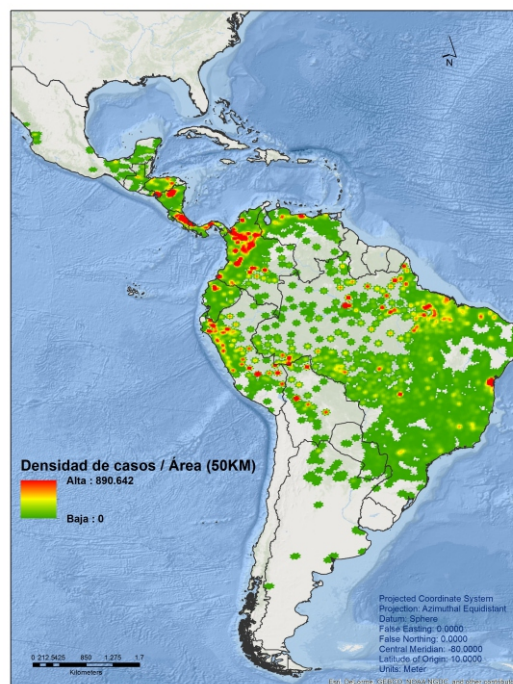 N
Densidad de casos / Área (50KM)
Alta : 890.642
Baja : 0
0 212.5425 850 1.275 1.7
Kilometers
Projected Coordinate System
Projection: Azimuthal Equidistant
Datum: Sphere
False Easting: 0.0000
False Northing: 0.0000
Central Meridian: -80.0000
Latitude of Origin: 10.0000
Units: Meter